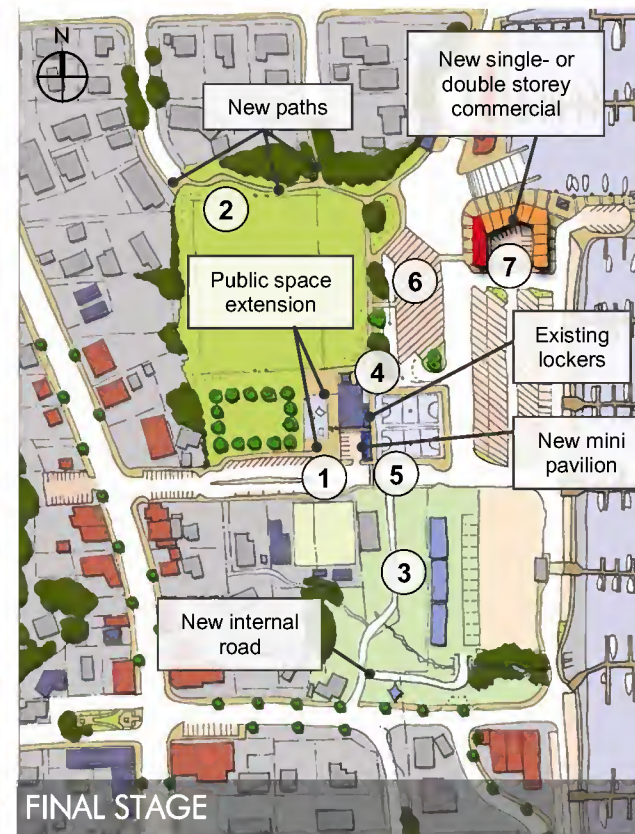 N
New single- or
double storey
commercial
New paths
2
Public space
extension
6
7
Existing
lockers
4
New mini
pavilion
1
5
3
New internal
road
FINAL STAGE